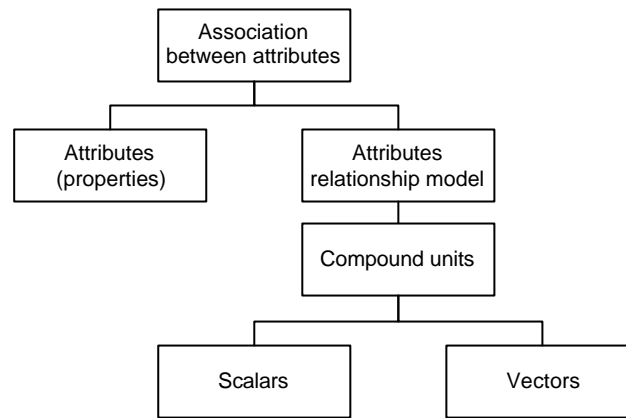 Association
between attributes
Attributes
(properties)
Attributes
relationship model
Compound units
Scalars
Vectors